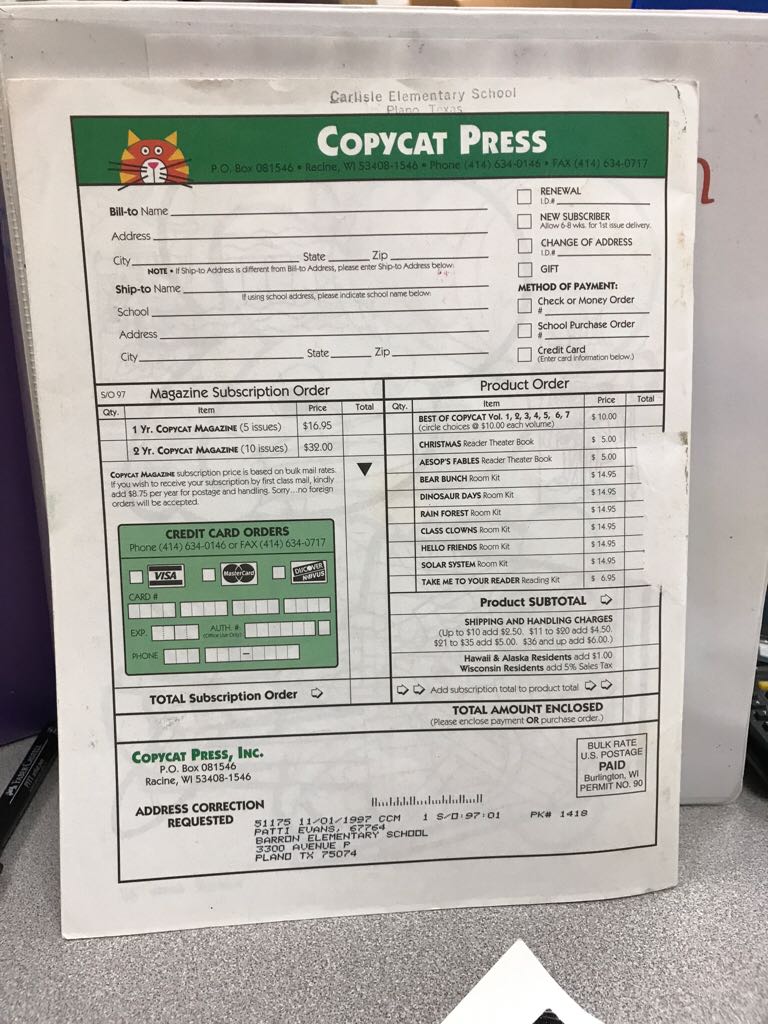 Carlisle Elementary School
Plano, Texas
COPYCAT PRESS
P.O. Box 081546 • Racine, WI 53408-1546 • Phone (414) 634-0146 • FAX (414) 634-0717
Bill-to Name
Address
City State Zip
NOTE • If Ship-to Address is different from Bill-to Address, please enter Ship-to Address below.
Ship-to Name
If using school address, please indicate school name below.
School
Address
City State Zip
RENEWAL
I.D.#
NEW SUBSCRIBER
Allow 6-8 wks. for 1st issue delivery.
CHANGE OF ADDRESS
I.D.#
GIFT
METHOD OF PAYMENT:
Check or Money Order
#
School Purchase Order
#
Credit Card
(Enter card information below.)
S/O 97 Magazine Subscription Order
Qty. Item Price Total
1 Yr. COPYCAT MAGAZINE (5 issues) $16.95
2 Yr. COPYCAT MAGAZINE (10 issues) $32.00
COPYCAT MAGAZINE subscription price is based on bulk mail rates.
If you wish to receive your subscription by first class mail, kindly
add $8.75 per year for postage and handling. Sorry...no foreign
orders will be accepted.
CREDIT CARD ORDERS
Phone (414) 634-0146 or FAX (414) 634-0717
VISA MasterCard DISCOVER
NOVUS
CARD #
EXP. AUTH. #:
(Office Use Only)
PHONE –
TOTAL Subscription Order
Product Order
Qty. Item Price Total
BEST OF COPYCAT Vol. 1, 2, 3, 4, 5, 6, 7 $ 10.00
(circle choices @ $10.00 each volume)
CHRISTMAS Reader Theater Book $ 5.00
AESOP'S FABLES Reader Theater Book $ 5.00
BEAR BUNCH Room Kit $ 14.95
DINOSAUR DAYS Room Kit $ 14.95
RAIN FOREST Room Kit $ 14.95
CLASS CLOWNS Room Kit $ 14.95
HELLO FRIENDS Room Kit $ 14.95
SOLAR SYSTEM Room Kit $ 14.95
TAKE ME TO YOUR READER Reading Kit $ 6.95
Product SUBTOTAL
SHIPPING AND HANDLING CHARGES
(Up to $10 add $2.50. $11 to $20 add $4.50.
$21 to $35 add $5.00. $36 and up add $6.00.)
Hawaii & Alaska Residents add $1.00
Wisconsin Residents add 5% Sales Tax
Add subscription total to product total
TOTAL AMOUNT ENCLOSED
(Please enclose payment OR purchase order.)
COPYCAT PRESS, INC.
P.O. Box 081546
Racine, WI 53408-1546
ADDRESS CORRECTION
REQUESTED
BULK RATE
U.S. POSTAGE
PAID
Burlington, WI
PERMIT NO. 90
51175 11/01/1997 CCM 1 S/O:97:01 PK# 1418
PATTI EVANS, 67764
BARRON ELEMENTARY SCHOOL
3300 AVENUE P
PLANO TX 75074